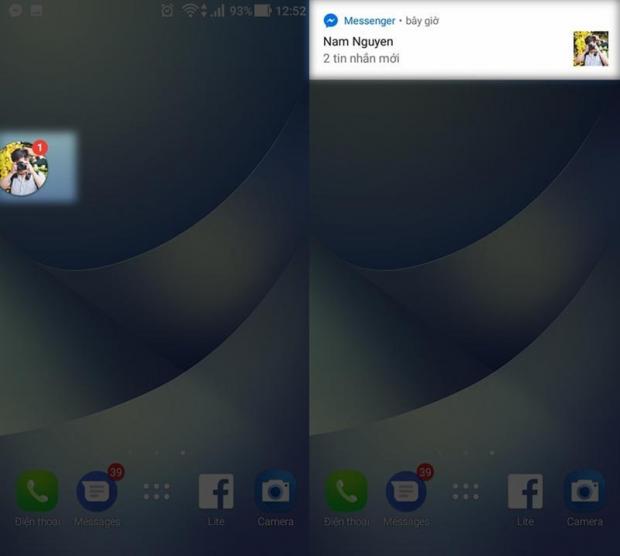 93% 12:52
1
39
Điện thoại Messages Lite Camera
Messenger • bây giờ
Nam Nguyen
2 tin nhắn mới
39
Điện thoại Messages Lite Camera